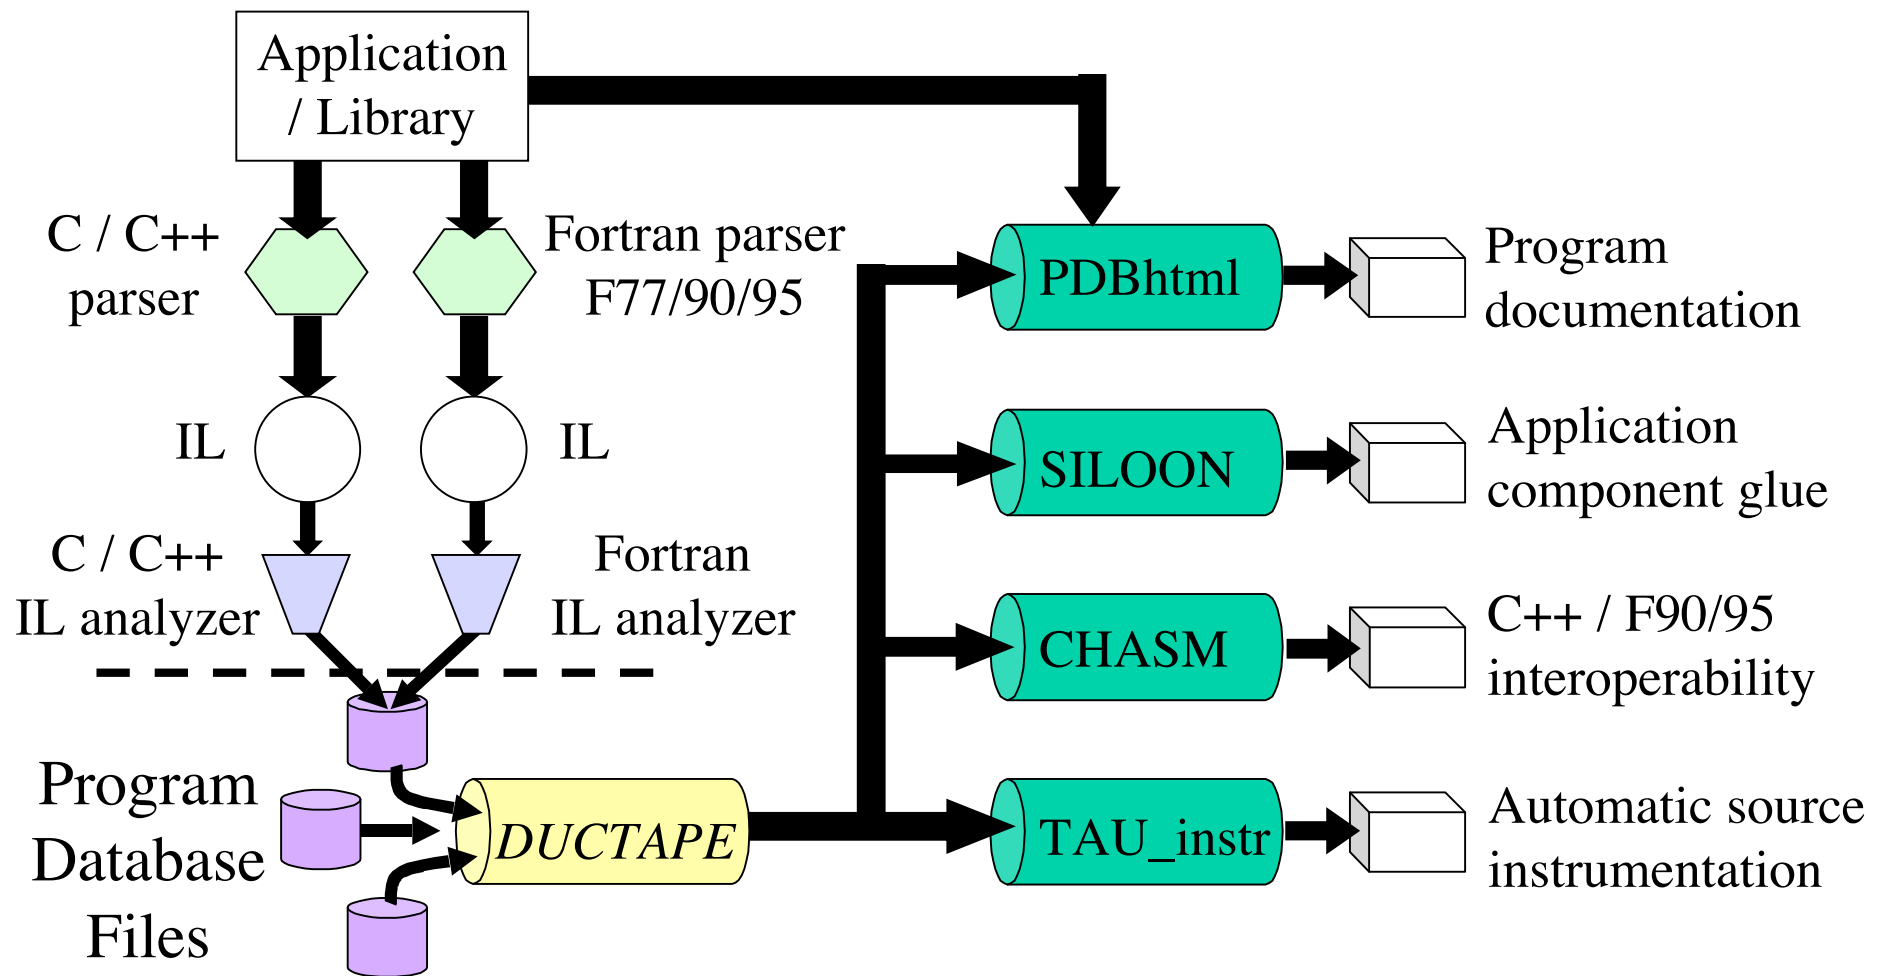 Application
/ Library
C / C++
parser
Fortran parser
F77/90/95
IL
IL
C / C++
IL analyzer
Fortran
IL analyzer
Program
Database
Files
DUCTAPE
PDBhtml
Program
documentation
SILOON
Application
component glue
CHASM
C++ / F90/95
interoperability
TAU_instr
Automatic source
instrumentation